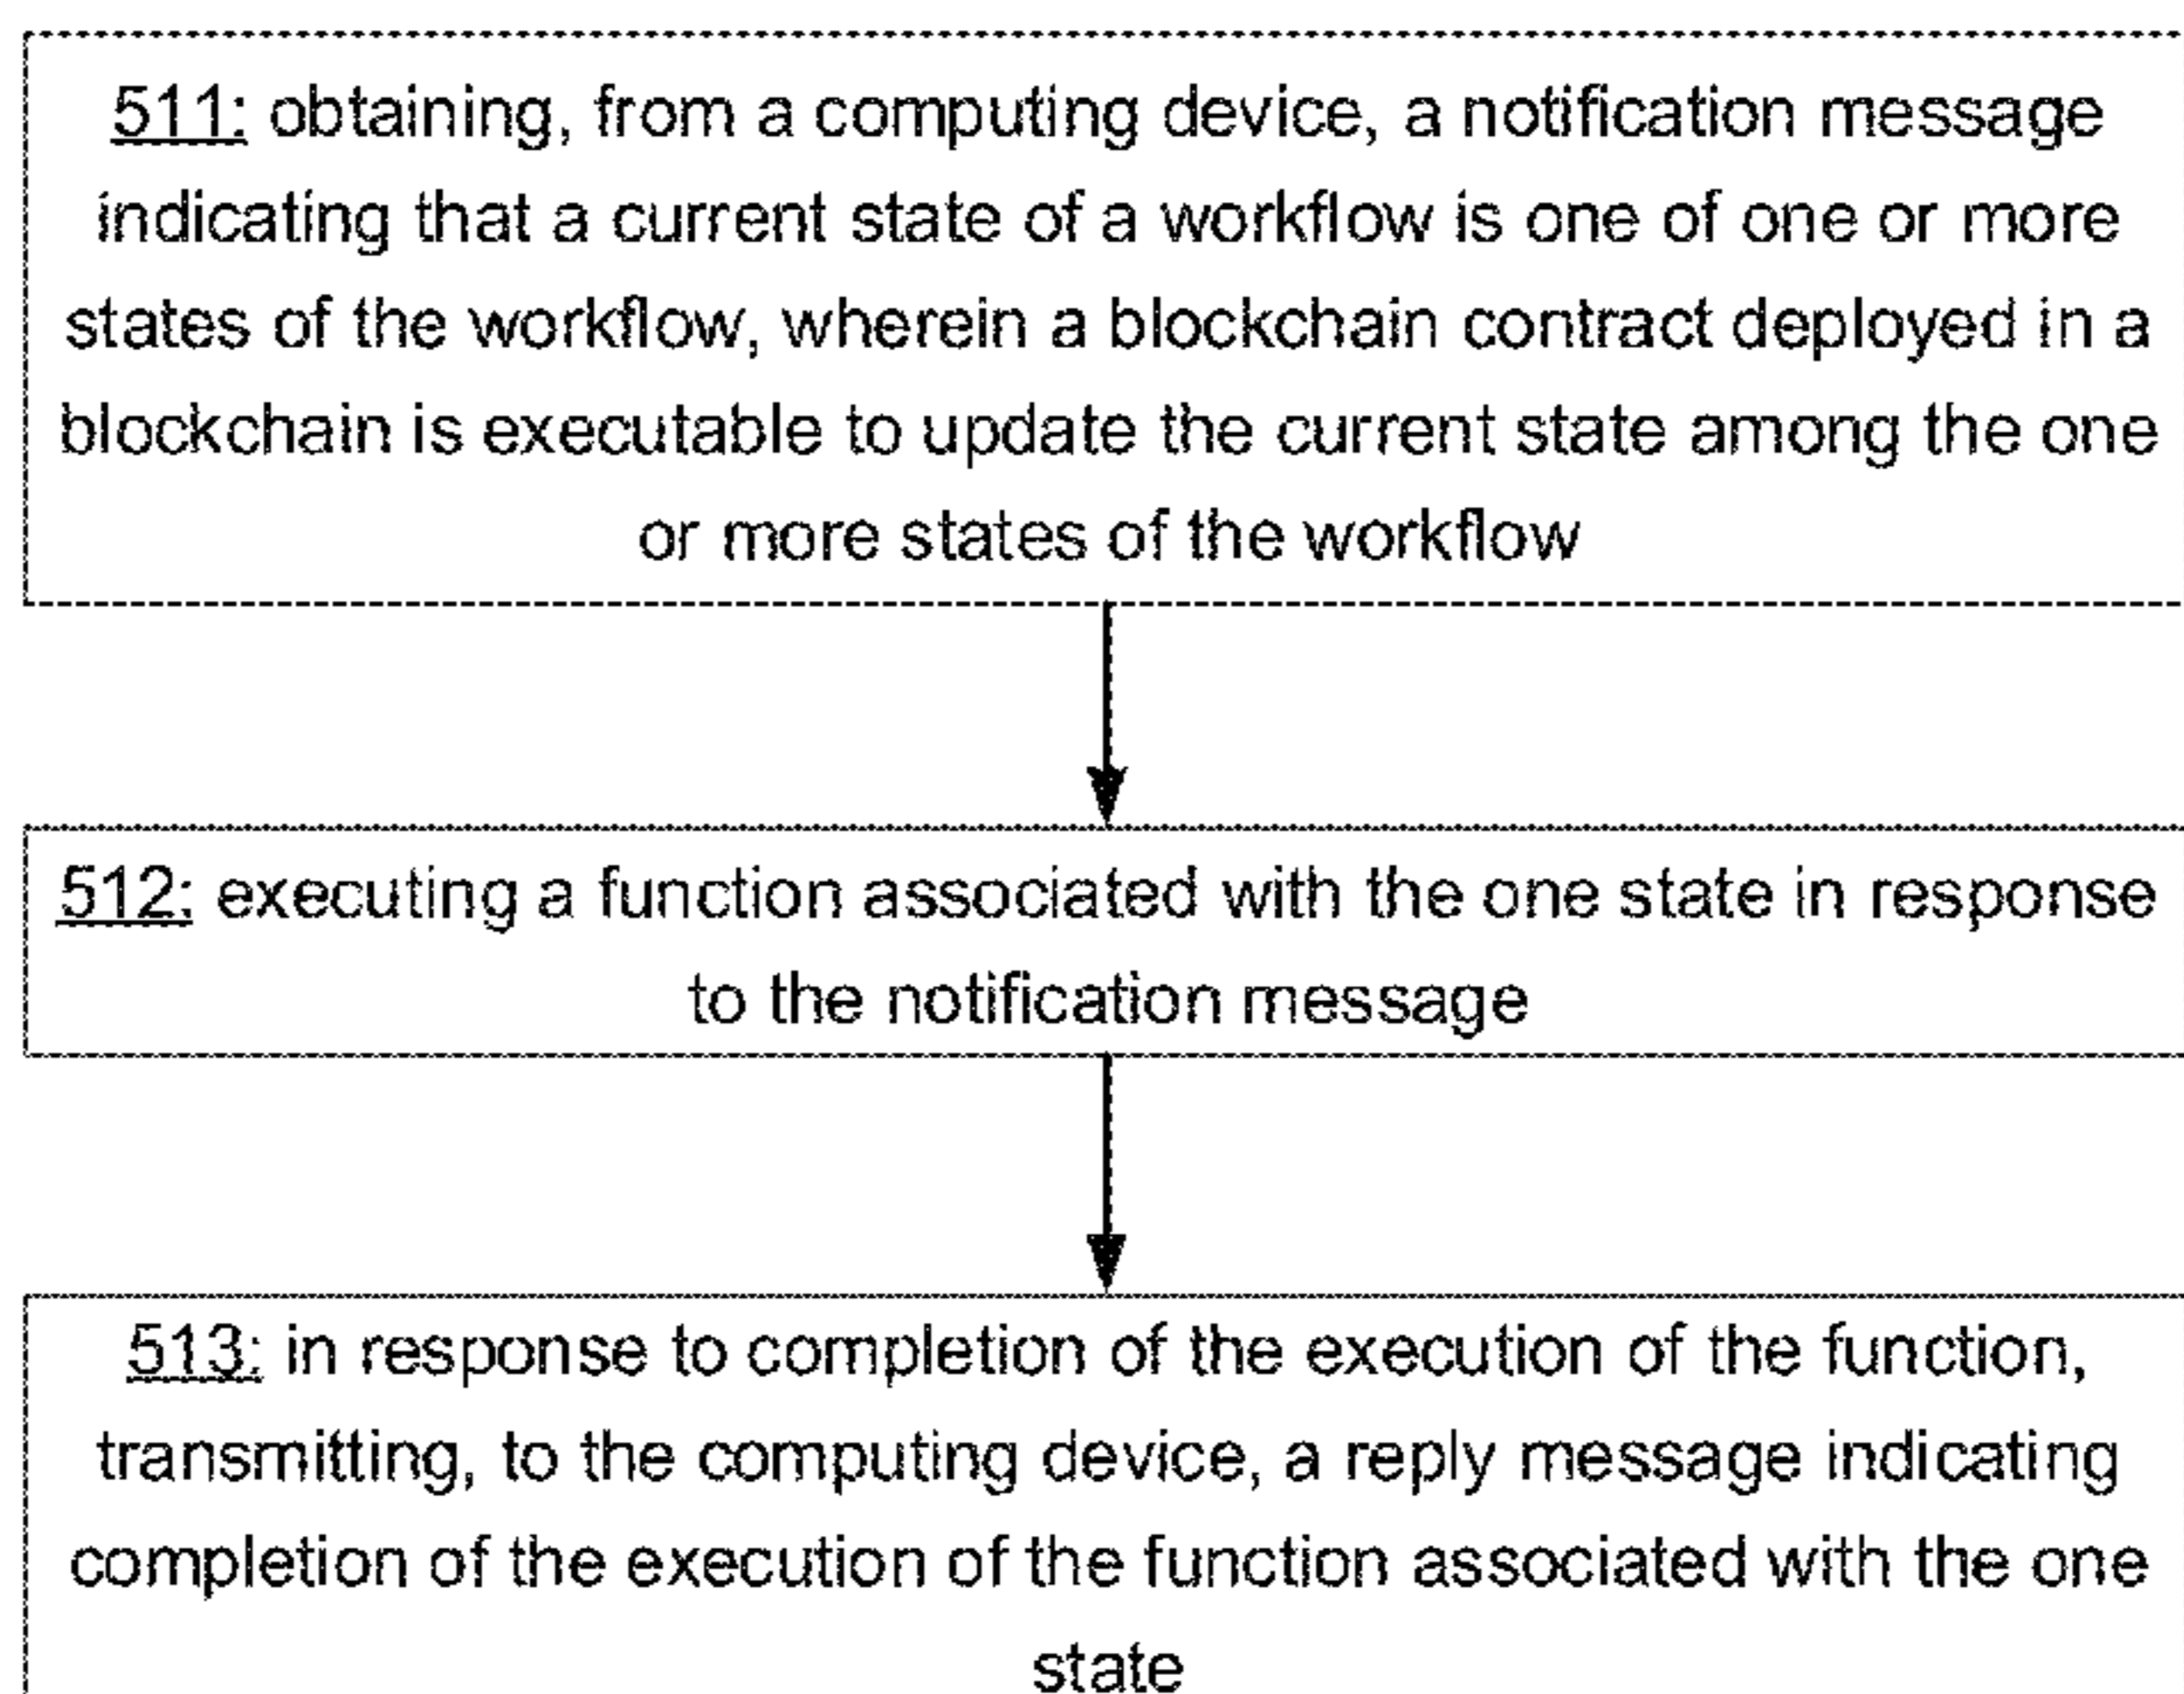 511: obtaining, from a computing device, a notification message
indicating that a current state of a workflow is one of one or more
states of the workflow, wherein a blockchain contract deployed in a
blockchain is executable to update the current state among the one
or more states of the workflow
512: executing a function associated with the one state in response
to the notification message
513: in response to completion of the execution of the function,
transmitting, to the computing device, a reply message indicating
completion of the execution of the function associated with the one
state